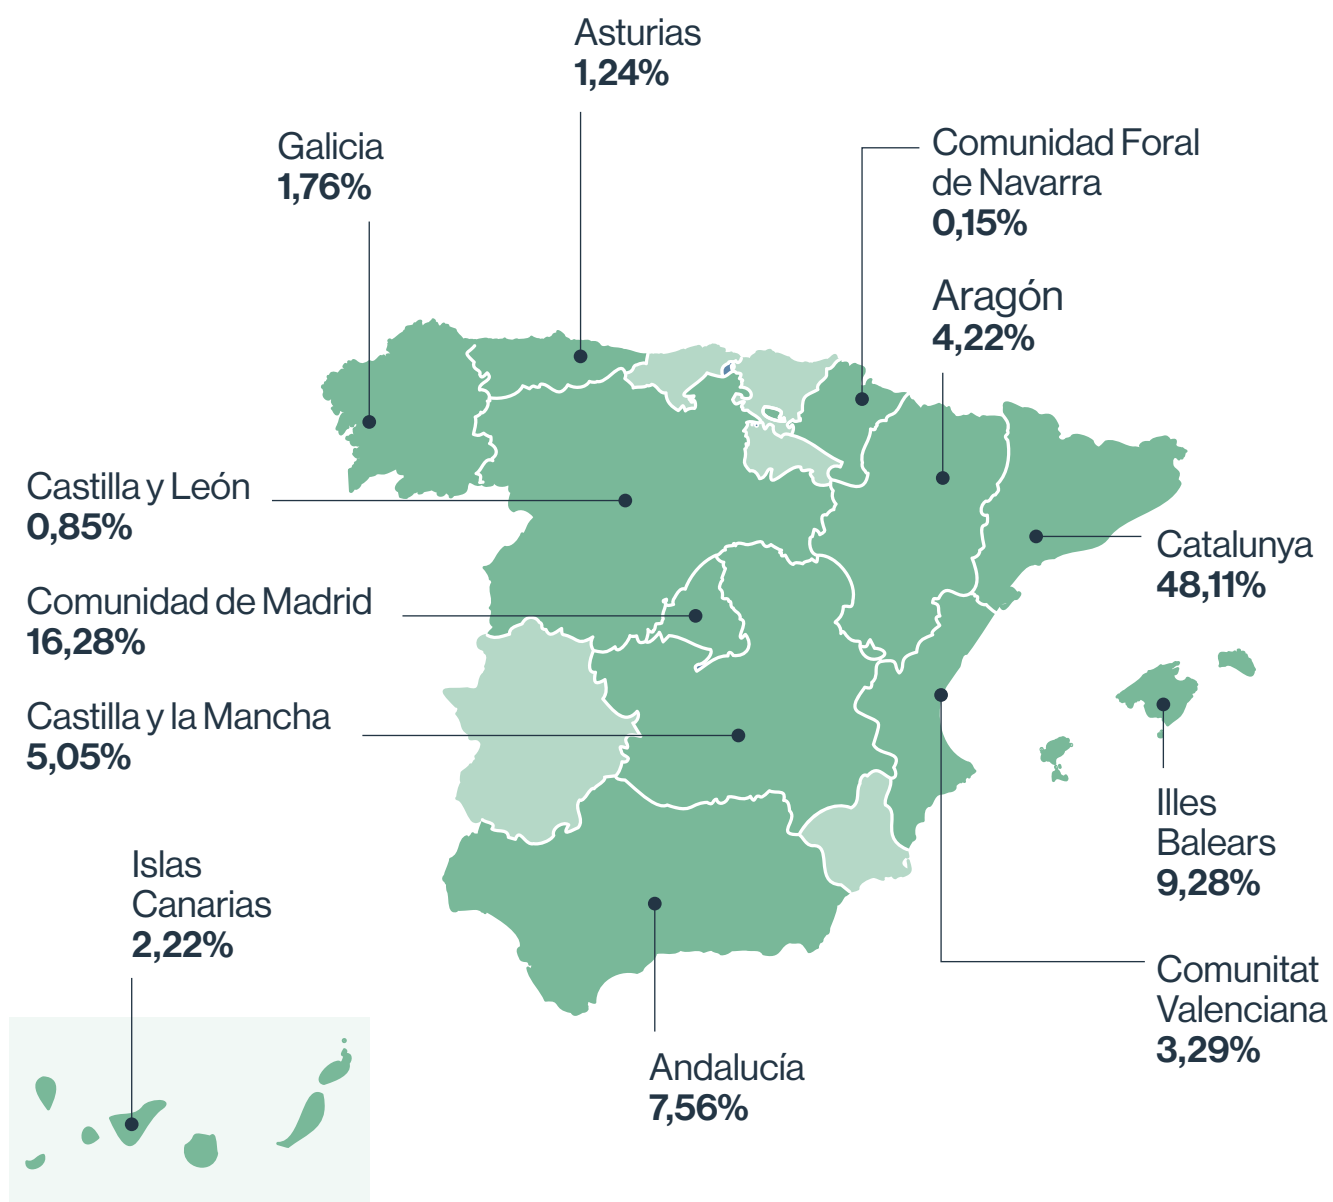 Asturias
1,24%
Galicia
1,76%
Comunidad Foral
de Navarra
0,15%
Aragón
4,22%
Castilla y León
0,85%
Catalunya
48,11%
Comunidad de Madrid
16,28%
Castilla y la Mancha
5,05%
Illes
Balears
9,28%
Islas
Canarias
2,22%
Comunitat
Valenciana
3,29%
Andalucía
7,56%